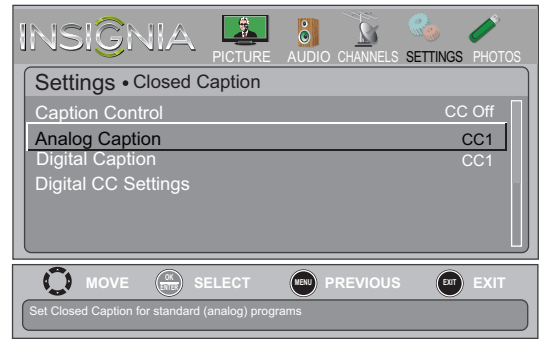 INSIGNIA
PICTURE AUDIO CHANNELS SETTINGS PHOTOS
Settings • Closed Caption
Caption Control CC Off
Analog Caption CC1
Digital Caption CC1
Digital CC Settings
MOVE OK ENTER SELECT MENU PREVIOUS EXIT EXIT
Set Closed Caption for standard (analog) programs